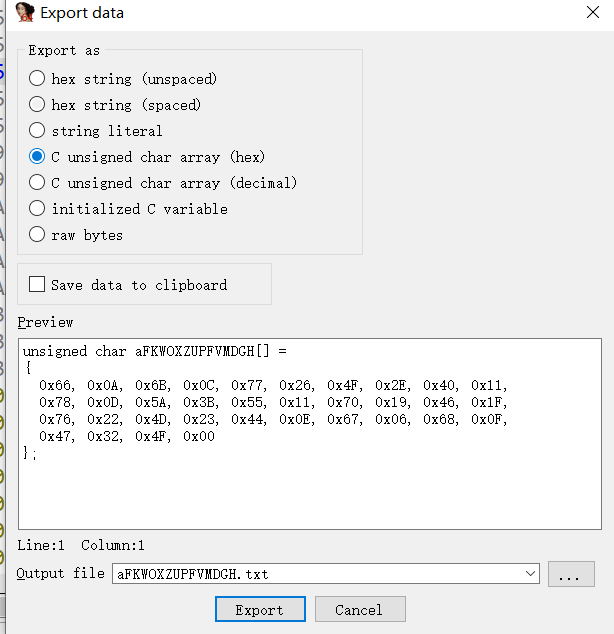 Export data
Export as
hex string (unspaced)
hex string (spaced)
string literal
C unsigned char array (hex)
C unsigned char array (decimal)
initialized C variable
raw bytes
Save data to clipboard
Preview
unsigned char aFKWOXZUPFVMDGH[] =
{
0x66, 0x0A, 0x6B, 0x0C, 0x77, 0x26, 0x4F, 0x2E, 0x40, 0x11,
0x78, 0x0D, 0x5A, 0x3B, 0x55, 0x11, 0x70, 0x19, 0x46, 0x1F,
0x76, 0x22, 0x4D, 0x23, 0x44, 0x0E, 0x67, 0x06, 0x68, 0x0F,
0x47, 0x32, 0x4F, 0x00
};
Line:1 Column:1
Output file aFKWOXZUPFVMDGH.txt
...
Export Cancel